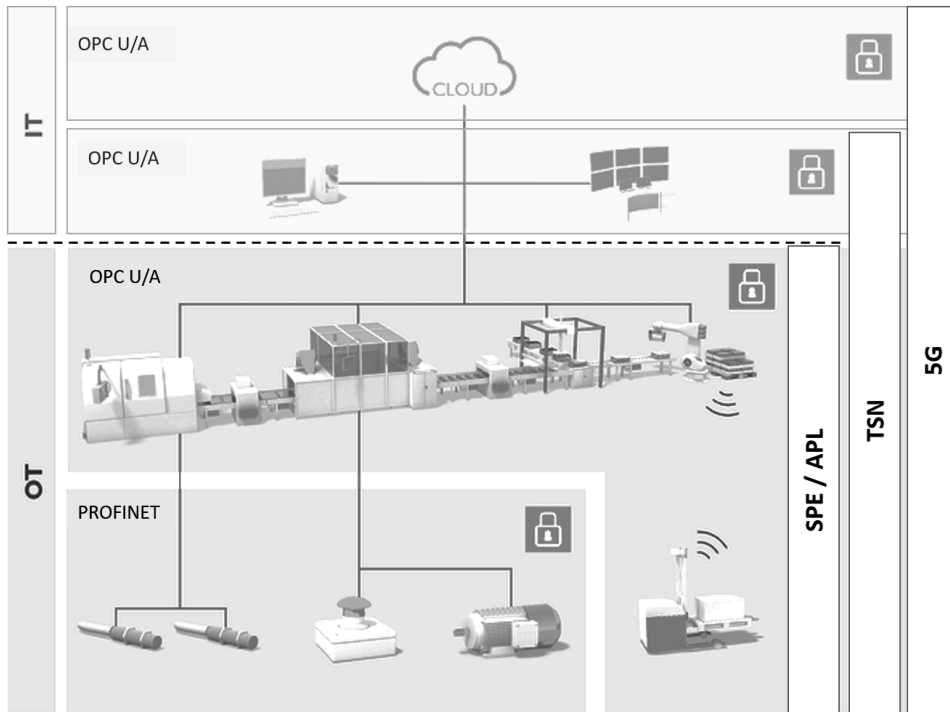 OPC U/A
CLOUD
IT
OPC U/A
OPC U/A
OT
PROFINET
SPE / APL
TSN
5G